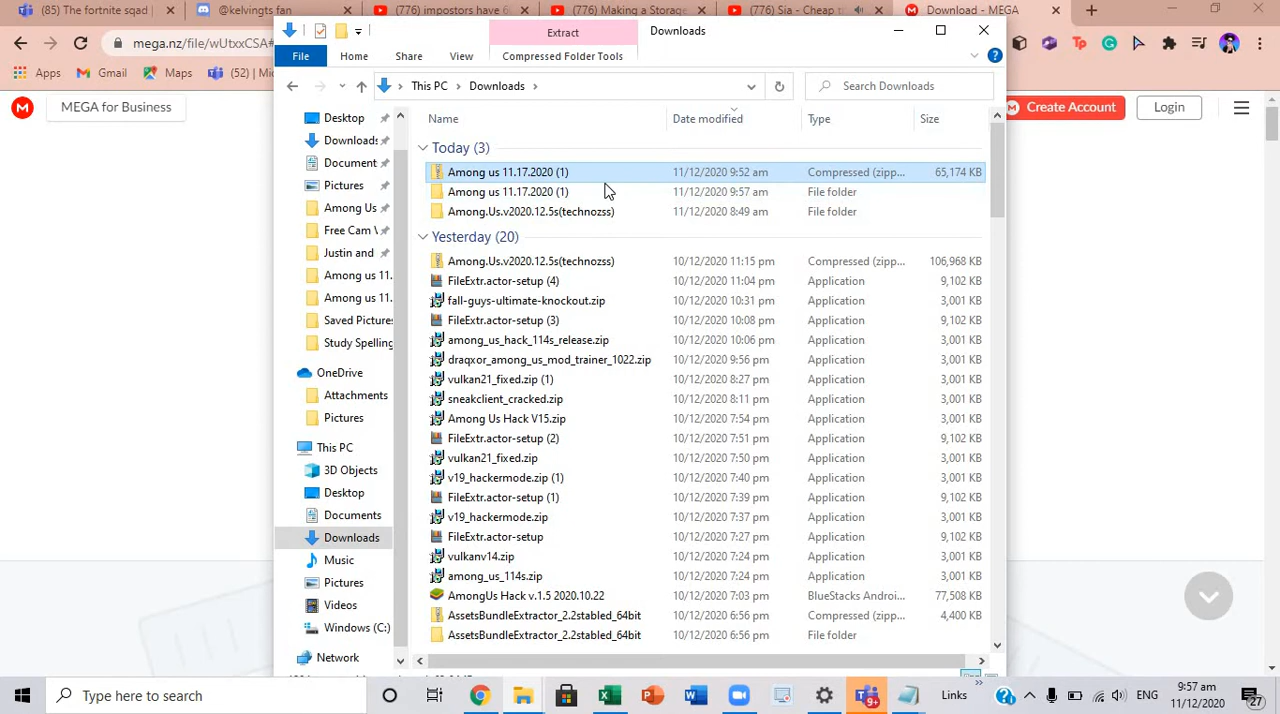 (85) The fountain
@kelvingts fan
(776) impostors have 6
(776) Making a Storage
(776) Sia - Cheap t
Download - MEGA
mega.nz/file/wUtxxCSA#
Apps
Gmail
Maps
(52) | Mic
Extract
Downloads
File
Home
Share
View
Compressed Folder Tools
This PC
Downloads
Search Downloads
MEGA for Business
Create Account
Login
Name
Date modified
Type
Size
Desktop
Downloads
Document
Pictures
Among Us
Free Cam \
Justin and
Among us 11.
Among us 11.
Saved Pictures
Study Spelling
OneDrive
Attachments
Pictures
This PC
3D Objects
Desktop
Documents
Downloads
Music
Pictures
Videos
Windows (C:)
Network
Today (3)
Among us 11.17.2020 (1) 11/12/2020 9:52 am Compressed (zipp... 65,174 KB
Among us 11.17.2020 (1) 11/12/2020 9:57 am File folder
Among.Us.v2020.12.5s(technozss) 11/12/2020 8:49 am File folder
Yesterday (20)
Among.Us.v2020.12.5s(technozss) 10/12/2020 11:15 pm Compressed (zipp... 106,968 KB
FileExtr.actor-setup (4) 10/12/2020 11:04 pm Application 9,102 KB
fall-guys-ultimate-knockout.zip 10/12/2020 10:31 pm Application 3,001 KB
FileExtr.actor-setup (3) 10/12/2020 10:08 pm Application 9,102 KB
among_us_hack_114s_release.zip 10/12/2020 10:06 pm Application 3,001 KB
draqxor_among_us_mod_trainer_1022.zip 10/12/2020 9:56 pm Application 3,001 KB
vulkan21_fixed.zip (1) 10/12/2020 8:27 pm Application 3,001 KB
sneakclient_cracked.zip 10/12/2020 8:11 pm Application 3,001 KB
Among Us Hack V15.zip 10/12/2020 7:54 pm Application 3,001 KB
FileExtr.actor-setup (2) 10/12/2020 7:51 pm Application 9,102 KB
vulkan21_fixed.zip 10/12/2020 7:50 pm Application 3,001 KB
v19_hackermode.zip (1) 10/12/2020 7:40 pm Application 3,001 KB
FileExtr.actor-setup (1) 10/12/2020 7:39 pm Application 9,102 KB
v19_hackermode.zip 10/12/2020 7:37 pm Application 3,001 KB
FileExtr.actor-setup 10/12/2020 7:27 pm Application 9,102 KB
vulkanv14.zip 10/12/2020 7:24 pm Application 3,001 KB
among_us_114s.zip 10/12/2020 7:24 pm Application 3,001 KB
AmongUs Hack v.1.5 2020.10.22 10/12/2020 7:03 pm BlueStacks Androi... 77,508 KB
AssetsBundleExtractor_2.2stabled_64bit 10/12/2020 6:56 pm Compressed (zipp... 4,400 KB
AssetsBundleExtractor_2.2stabled_64bit 10/12/2020 6:56 pm File folder
Type here to search
9+
Links
ENG
9:57 am
11/12/2020
27